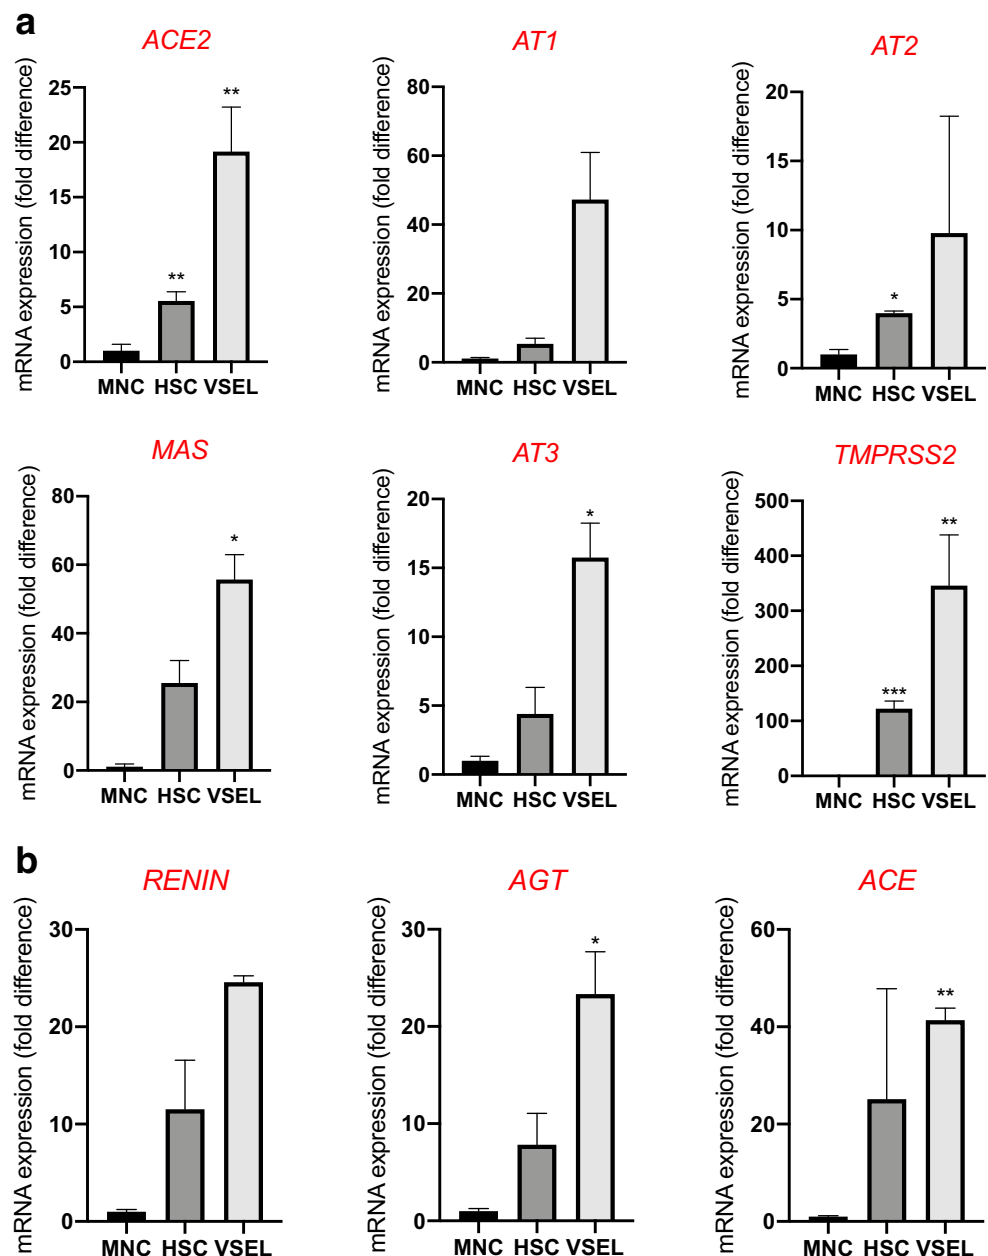 a
ACE2
AT1
AT2
mRNA expression (fold difference)
25
20
15
10
5
0
**
**
MNC HSC VSEL
mRNA expression (fold difference)
80
60
40
20
0
MNC HSC VSEL
mRNA expression (fold difference)
20
15
10
5
0
*
MNC HSC VSEL
MAS
AT3
TMPRSS2
mRNA expression (fold difference)
80
60
40
20
0
*
MNC HSC VSEL
mRNA expression (fold difference)
20
15
10
5
0
*
MNC HSC VSEL
mRNA expression (fold difference)
500
400
300
200
100
0
***
**
MNC HSC VSEL
b
RENIN
AGT
ACE
mRNA expression (fold difference)
30
20
10
0
MNC HSC VSEL
mRNA expression (fold difference)
30
20
10
0
*
MNC HSC VSEL
mRNA expression (fold difference)
60
40
20
0
**
MNC HSC VSEL